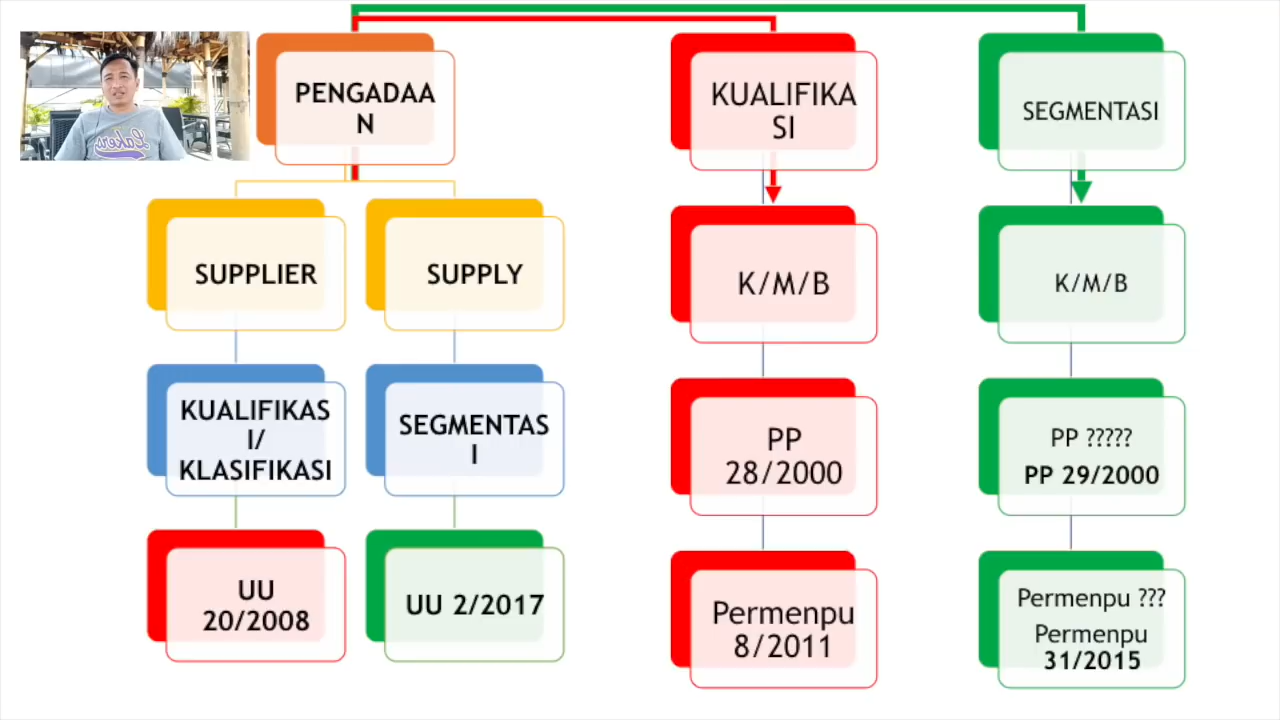 PENGADAA
N
KUALIFIKA
SI
SEGMENTASI
Lakers
SUPPLIER
SUPPLY
K/M/B
K/M/B
KUALIFIKAS
I/
KLASIFIKASI
SEGMENTAS
I
PP
28/2000
PP ?????
PP 29/2000
UU
20/2008
UU 2/2017
Permenpu
8/2011
Permenpu ???
Permenpu
31/2015